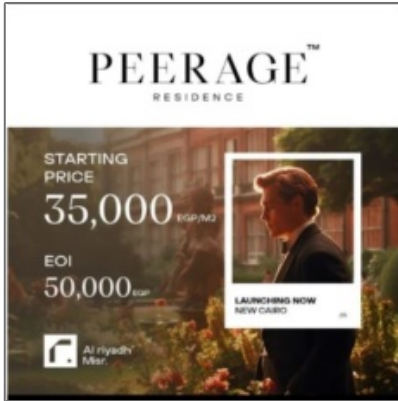 PEERAGE™
RESIDENCE
STARTING
PRICE
35,000 EGP/M2
EOI
50,000 EGP
LAUNCHING NOW
NEW CAIRO
Al riyadh
Misr.